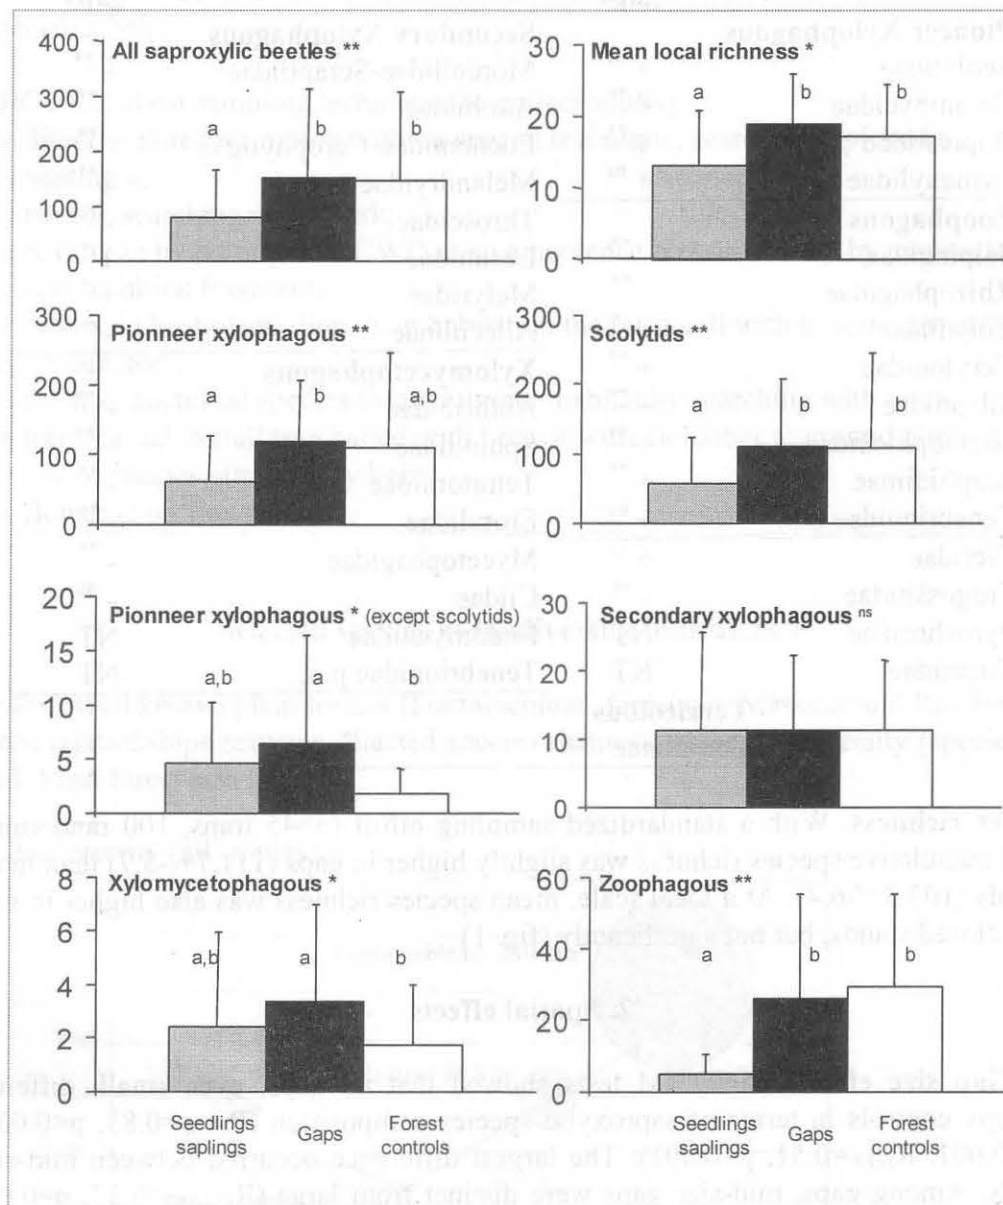 All saproxylic beetles **
400
300
200
100
0
a
b
b
Mean local richness *
30
20
10
0
a
b
b
Pionneer xylophagous **
300
200
100
0
a
b
a,b
Scolytids **
300
200
100
0
a
b
b
Pionneer xylophagous * (except scolytids)
20
15
10
5
0
a,b
a
b
Secondary xylophagous ns
30
20
10
0
Xylomycetophagous *
8
6
4
2
0
a,b
a
b
Seedlings saplings
Gaps
Forest controls
Zoophagous **
60
40
20
0
a
b
b
Seedlings saplings
Gaps
Forest controls